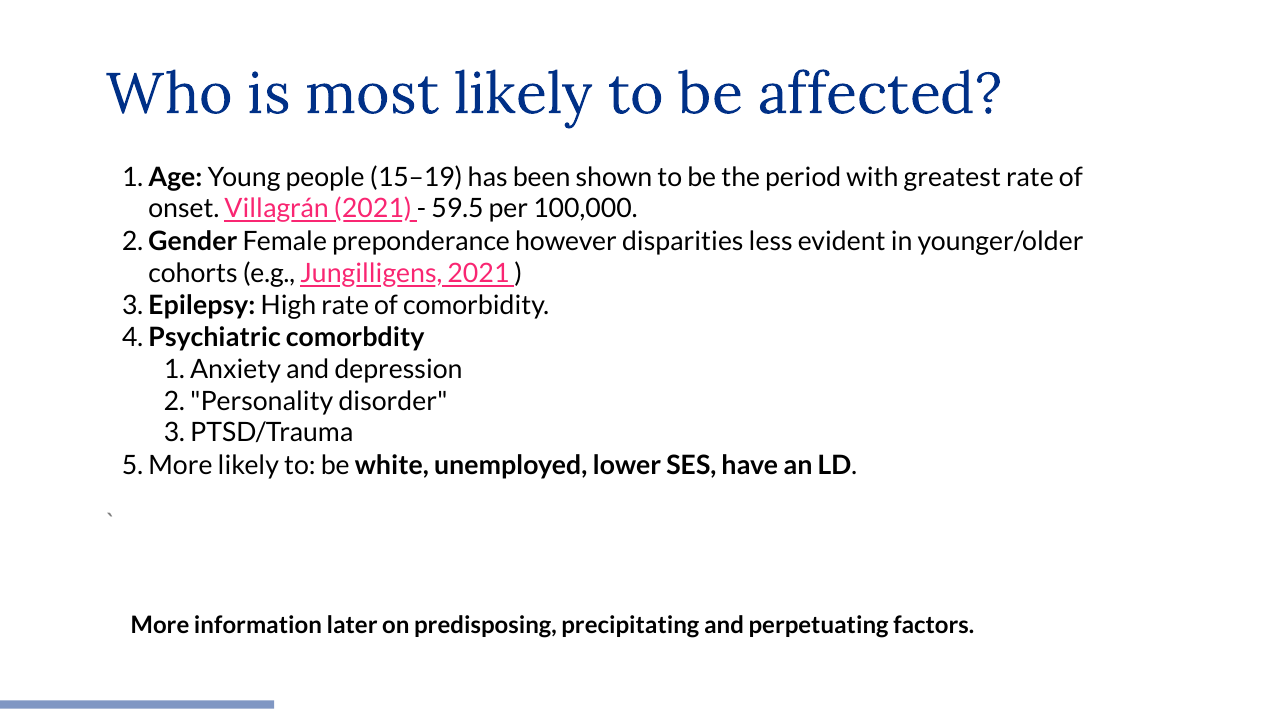 Who is most likely to be affected?
1. Age: Young people (15–19) has been shown to be the period with greatest rate of
onset. Villagrán (2021) - 59.5 per 100,000.
2. Gender Female preponderance however disparities less evident in younger/older
cohorts (e.g., Jungilligens, 2021 )
3. Epilepsy: High rate of comorbidity.
4. Psychiatric comorbdity
1. Anxiety and depression
2. "Personality disorder"
3. PTSD/Trauma
5. More likely to: be white, unemployed, lower SES, have an LD.
`
More information later on predisposing, precipitating and perpetuating factors.